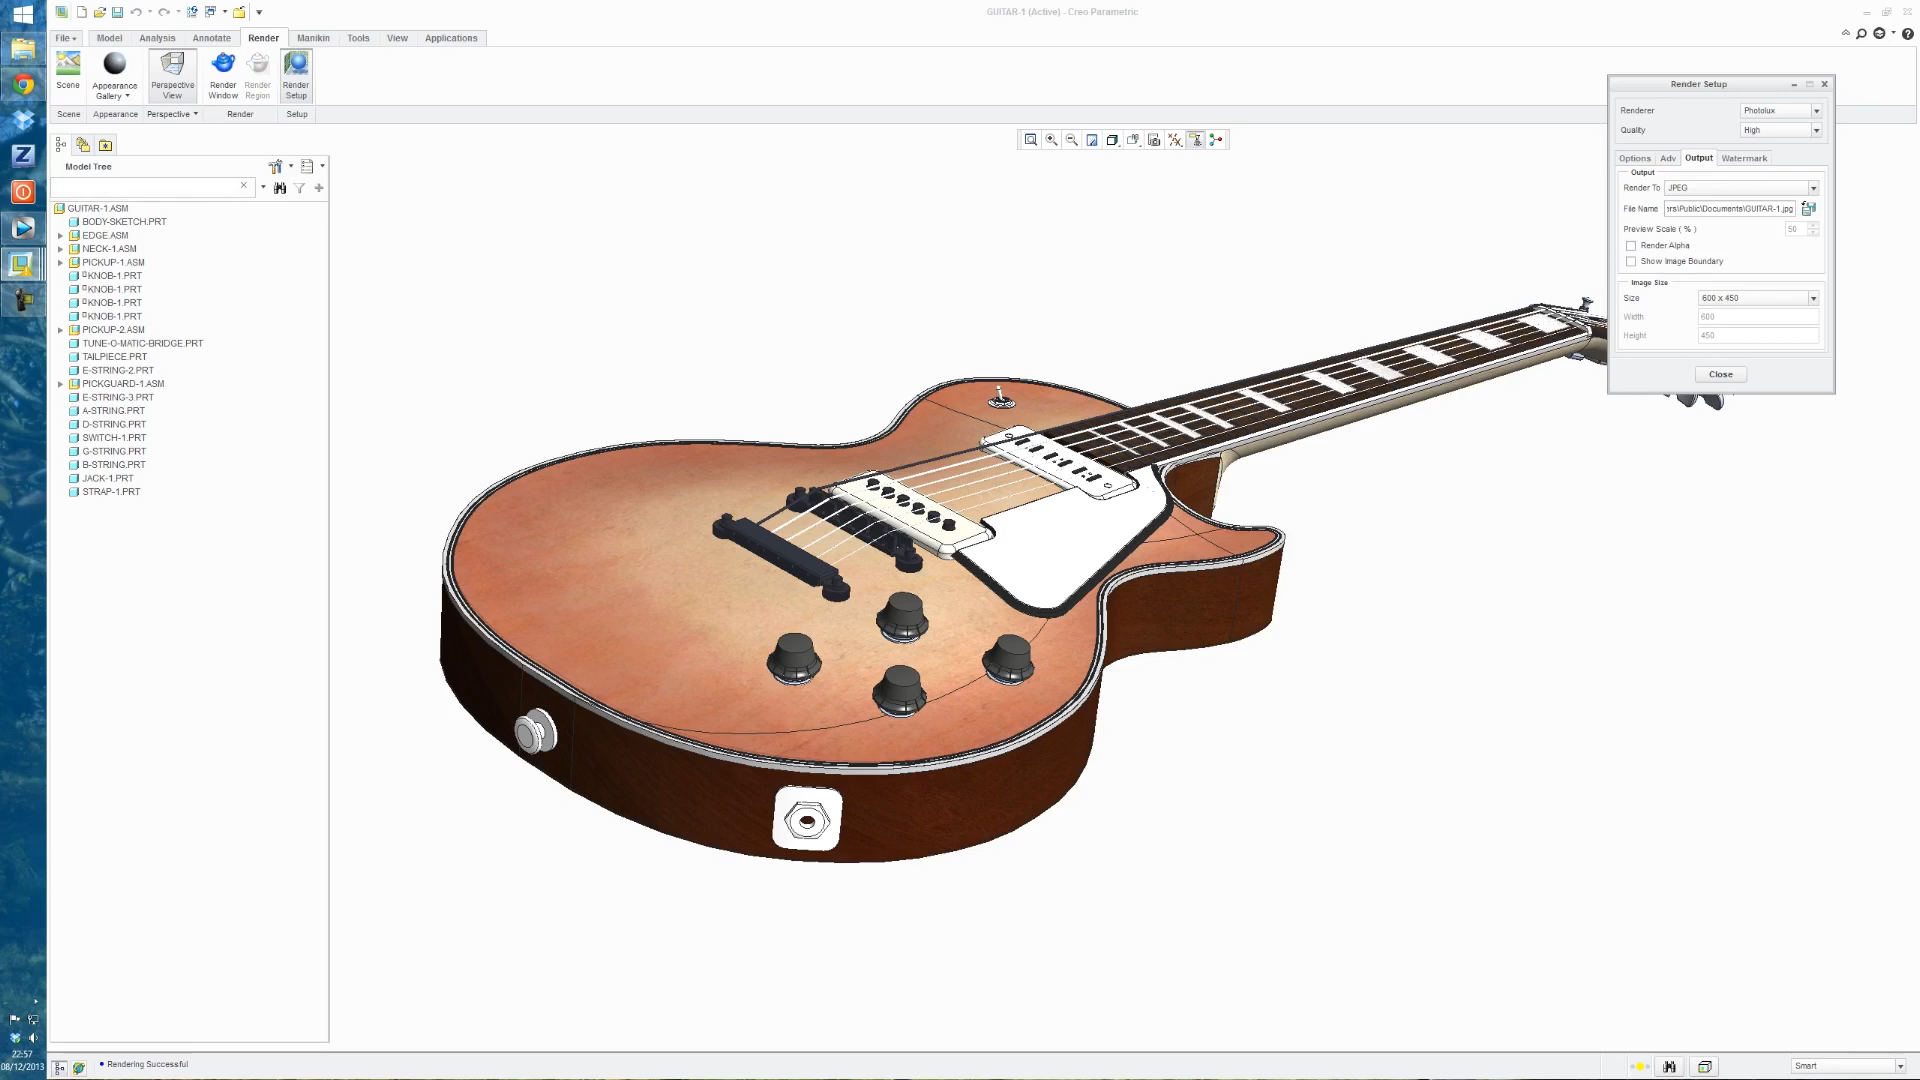 GUITAR-1 (Active) - Creo Parametric
File
Model
Analysis
Annotate
Render
Manikin
Tools
View
Applications
Scene
Appearance
Gallery
Perspective
View
Render
Window
Render
Region
Render
Setup
Scene
Appearance
Perspective
Render
Setup
Model Tree
GUITAR-1.ASM
BODY-SKETCH.PRT
EDGE.ASM
NECK-1.ASM
PICKUP-1.ASM
KNOB-1.PRT
KNOB-1.PRT
KNOB-1.PRT
KNOB-1.PRT
PICKUP-2.ASM
TUNE-O-MATIC-BRIDGE.PRT
TAILPIECE.PRT
E-STRING-2.PRT
PICKGUARD-1.ASM
E-STRING-3.PRT
A-STRING.PRT
D-STRING.PRT
SWITCH-1.PRT
G-STRING.PRT
B-STRING.PRT
JACK-1.PRT
STRAP-1.PRT
Render Setup
Renderer
Photolux
Quality
High
Options
Adv
Output
Watermark
Output
Render To
JPEG
File Name
ers\Public\Documents\GUITAR-1.jpg
Preview Scale ( % )
50
Render Alpha
Show Image Boundary
Image Size
Size
600 x 450
Width
600
Height
450
Close
22:57
08/12/2013
Rendering Successful
Smart